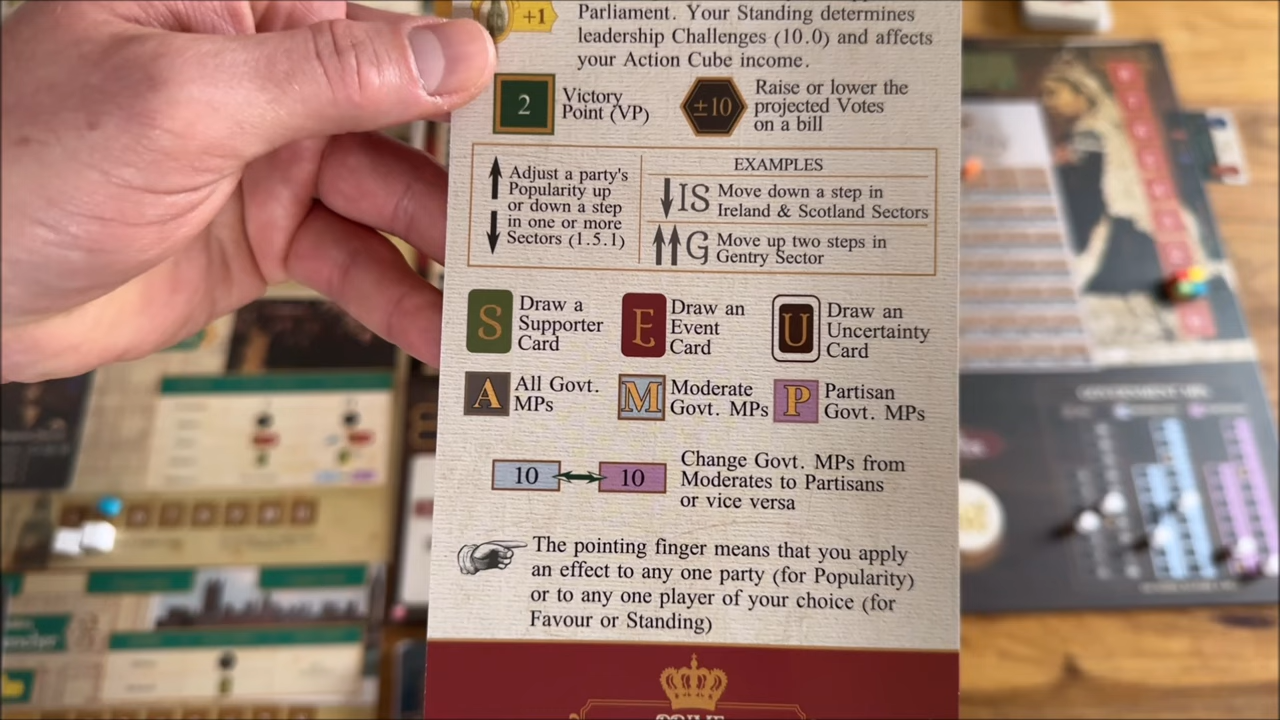 +1
Parliament. Your Standing determines
leadership Challenges (10.0) and affects
your Action Cube income.
2
Victory
Point (VP)
±10
Raise or lower the
projected Votes
on a bill
Adjust a party's
Popularity up
or down a step
in one or more
Sectors (1.5.1)
EXAMPLES
IS
Move down a step in
Ireland & Scotland Sectors
G
Move up two steps in
Gentry Sector
S
Draw a
Supporter
Card
E
Draw an
Event
Card
U
Draw an
Uncertainty
Card
A
All Govt.
MPs
M
Moderate
Govt. MPs
P
Partisan
Govt. MPs
10
10
Change Govt. MPs from
Moderates to Partisans
or vice versa
The pointing finger means that you apply
an effect to any one party (for Popularity)
or to any one player of your choice (for
Favour or Standing)
GOVERNMENT MPs